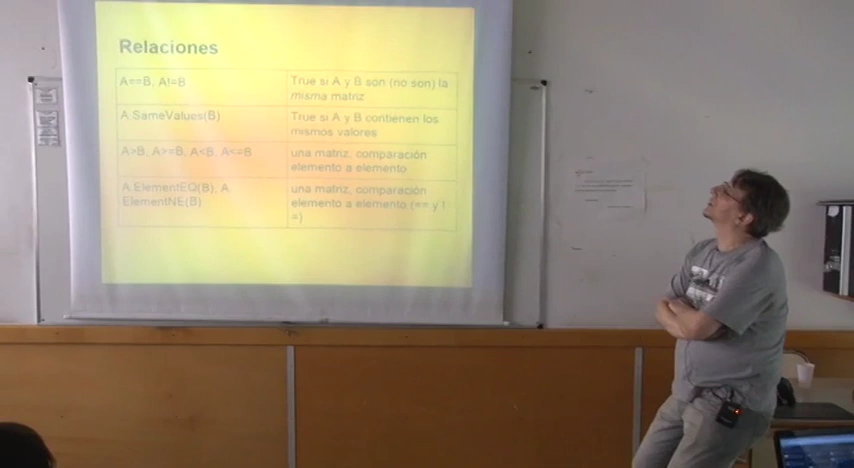 Relaciones
A==B, A!=B
True si A y B son (no son) la
misma matriz
A.SameValues(B)
True si A y B contienen los
mismos valores
A>B, A>=B, A<B, A<=B
una matriz, comparación
elemento a elemento
A.ElementEQ(B), A.
ElementNE(B)
una matriz, comparación
elemento a elemento (== y !
=)